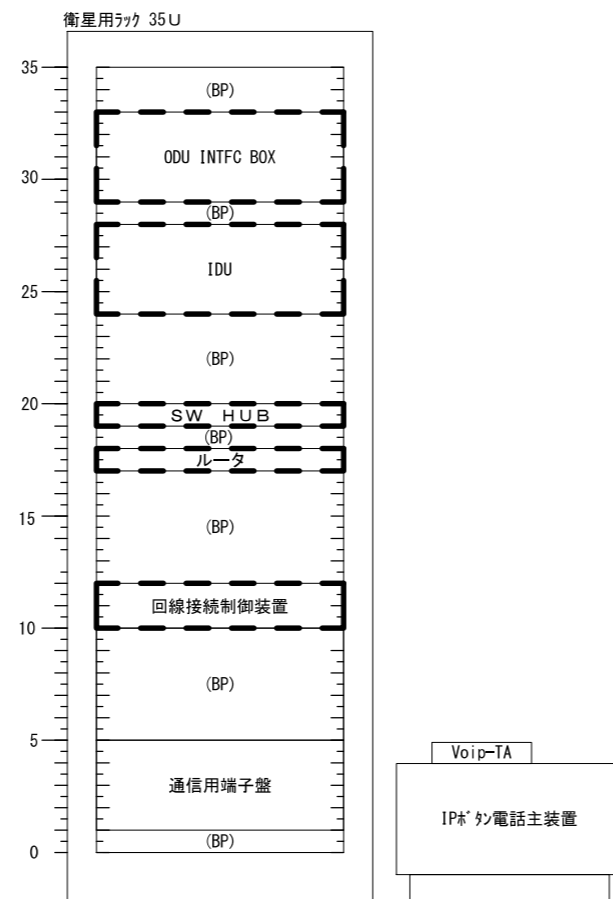 衛星用ﾗｯｸ 35U
35
(BP)
ODU INTFC BOX
30
(BP)
IDU
25
(BP)
20
SW HUB
(BP)
ルータ
15
(BP)
回線接続制御装置
10
(BP)
5
通信用端子盤
(BP)
0
Voip-TA
IPﾎﾞﾀﾝ電話主装置